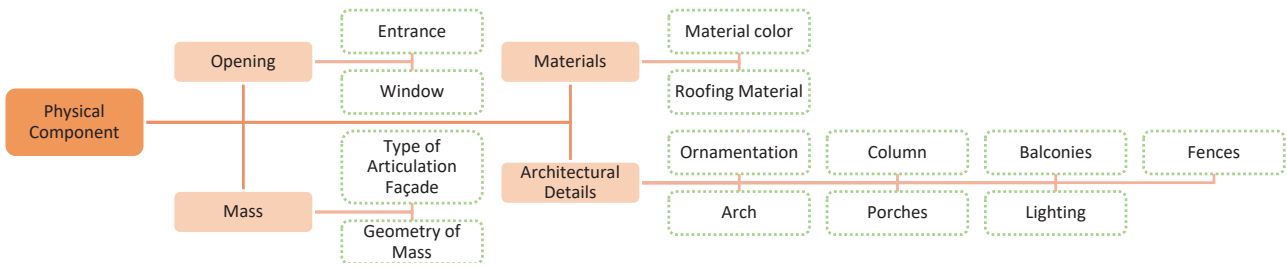 Physical
Component
Opening
Entrance
Window
Mass
Type of
Articulation
Façade
Geometry of
Mass
Materials
Material color
Roofing Material
Architectural
Details
Ornamentation
Arch
Column
Porches
Balconies
Lighting
Fences